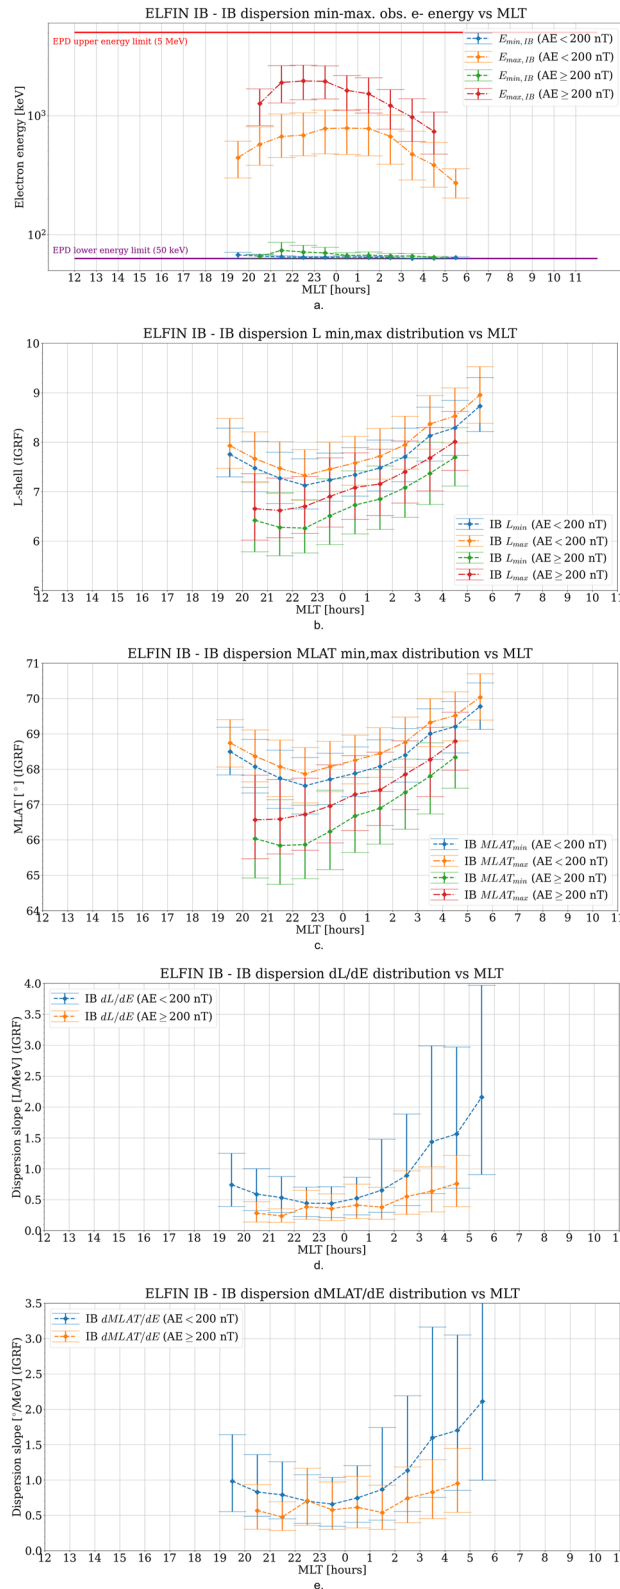 ELFIN IB - IB dispersion min-max. obs. e- energy vs MLT
EPD upper energy limit (5 MeV)
E_min,IB (AE < 200 nT)
E_max,IB (AE < 200 nT)
E_min,IB (AE ≥ 200 nT)
E_max,IB (AE ≥ 200 nT)
Electron energy [keV]
10³
10²
EPD lower energy limit (50 keV)
12 13 14 15 16 17 18 19 20 21 22 23 0 1 2 3 4 5 6 7 8 9 10 11
MLT [hours]
a.
ELFIN IB - IB dispersion L min,max distribution vs MLT
10
9
8
7
6
5
L-shell (IGRF)
IB L_min (AE < 200 nT)
IB L_max (AE < 200 nT)
IB L_min (AE ≥ 200 nT)
IB L_max (AE ≥ 200 nT)
12 13 14 15 16 17 18 19 20 21 22 23 0 1 2 3 4 5 6 7 8 9 10 11
MLT [hours]
b.
ELFIN IB - IB dispersion MLAT min,max distribution vs MLT
71
70
69
68
67
66
65
64
MLAT [°] (IGRF)
IB MLAT_min (AE < 200 nT)
IB MLAT_max (AE < 200 nT)
IB MLAT_min (AE ≥ 200 nT)
IB MLAT_max (AE ≥ 200 nT)
12 13 14 15 16 17 18 19 20 21 22 23 0 1 2 3 4 5 6 7 8 9 10 11
MLT [hours]
c.
ELFIN IB - IB dispersion dL/dE distribution vs MLT
4.0
3.5
3.0
2.5
2.0
1.5
1.0
0.5
0.0
Dispersion slope [L/MeV] (IGRF)
IB dL/dE (AE < 200 nT)
IB dL/dE (AE ≥ 200 nT)
12 13 14 15 16 17 18 19 20 21 22 23 0 1 2 3 4 5 6 7 8 9 10 11
MLT [hours]
d.
ELFIN IB - IB dispersion dMLAT/dE distribution vs MLT
3.5
3.0
2.5
2.0
1.5
1.0
0.5
0.0
Dispersion slope [°/MeV] (IGRF)
IB dMLAT/dE (AE < 200 nT)
IB dMLAT/dE (AE ≥ 200 nT)
12 13 14 15 16 17 18 19 20 21 22 23 0 1 2 3 4 5 6 7 8 9 10 11
MLT [hours]
e.